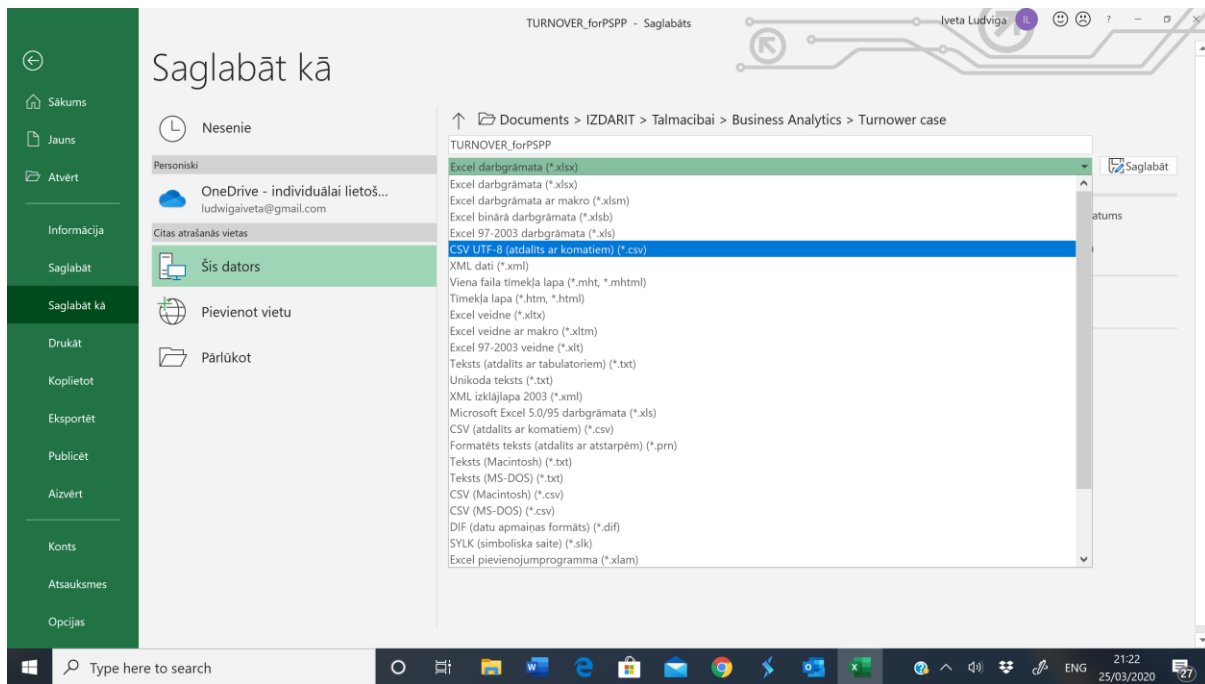 TURNOVER_forPSPP - Saglabāts
Iveta Ludviga
IL
?
Saglabāt kā
Sākums
Jauns
Atvērt
Informācija
Saglabāt
Saglabāt kā
Drukāt
Koplietot
Eksportēt
Publicēt
Aizvērt
Konts
Atsauksmes
Opcijas
Nesenie
Personiski
OneDrive - individuālai lietoš...
ludwigaiveta@gmail.com
Citas atrašanās vietas
Šis dators
Pievienot vietu
Pārlūkot
Documents > IZDARIT > Talmacibai > Business Analytics > Turnower case
TURNOVER_forPSPP
Excel darbgrāmata (*.xlsx)
Saglabāt
Excel darbgrāmata (*.xlsx)
Excel darbgrāmata ar makro (*.xlsm)
Excel binārā darbgrāmata (*.xlsb)
atums
Excel 97-2003 darbgrāmata (*.xls)
CSV UTF-8 (atdalīts ar komatiem) (*.csv)
XML dati (*.xml)
Viena faila tīmekļa lapa (*.mht, *.mhtml)
Tīmekļa lapa (*.htm, *.html)
Excel veidne (*.xltx)
Excel veidne ar makro (*.xltm)
Excel 97-2003 veidne (*.xlt)
Teksts (atdalīts ar tabulatoriem) (*.txt)
Unikoda teksts (*.txt)
XML izklājlapa 2003 (*.xml)
Microsoft Excel 5.0/95 darbgrāmata (*.xls)
CSV (atdalīts ar komatiem) (*.csv)
Formatēts teksts (atdalīts ar atstarpēm) (*.prn)
Teksts (Macintosh) (*.txt)
Teksts (MS-DOS) (*.txt)
CSV (Macintosh) (*.csv)
CSV (MS-DOS) (*.csv)
DIF (datu apmaiņas formāts) (*.dif)
SYLK (simboliska saite) (*.slk)
Excel pievienojumprogramma (*.xlam)
Type here to search
ENG
21:22
25/03/2020
27